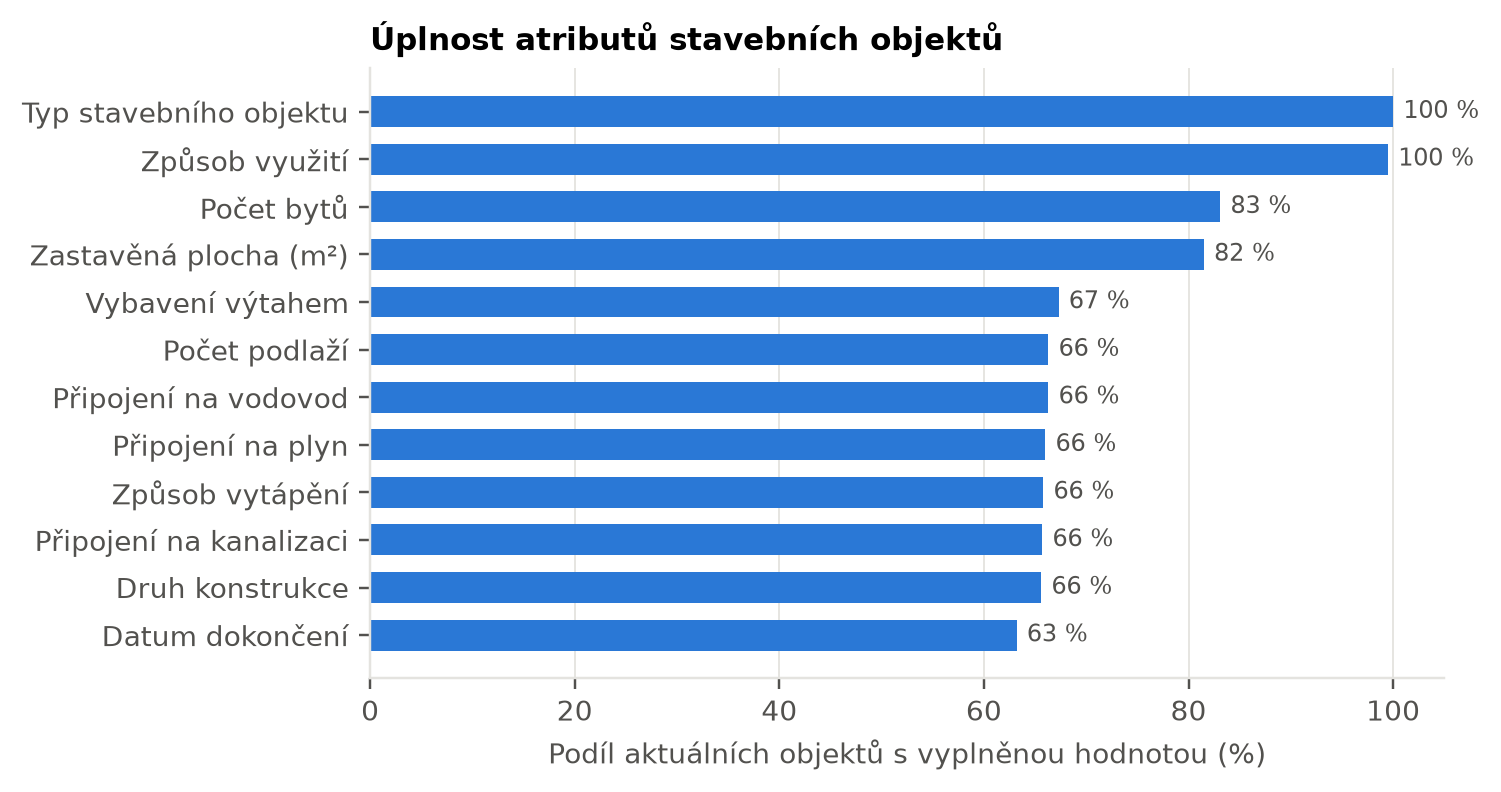 Úplnost atributů stavebních objektů
Typ stavebního objektu 100 %
Způsob využití 100 %
Počet bytů 83 %
Zastavěná plocha (m²) 82 %
Vybavení výtahem 67 %
Počet podlaží 66 %
Připojení na vodovod 66 %
Připojení na plyn 66 %
Způsob vytápění 66 %
Připojení na kanalizaci 66 %
Druh konstrukce 66 %
Datum dokončení 63 %
0 20 40 60 80 100
Podíl aktuálních objektů s vyplněnou hodnotou (%)